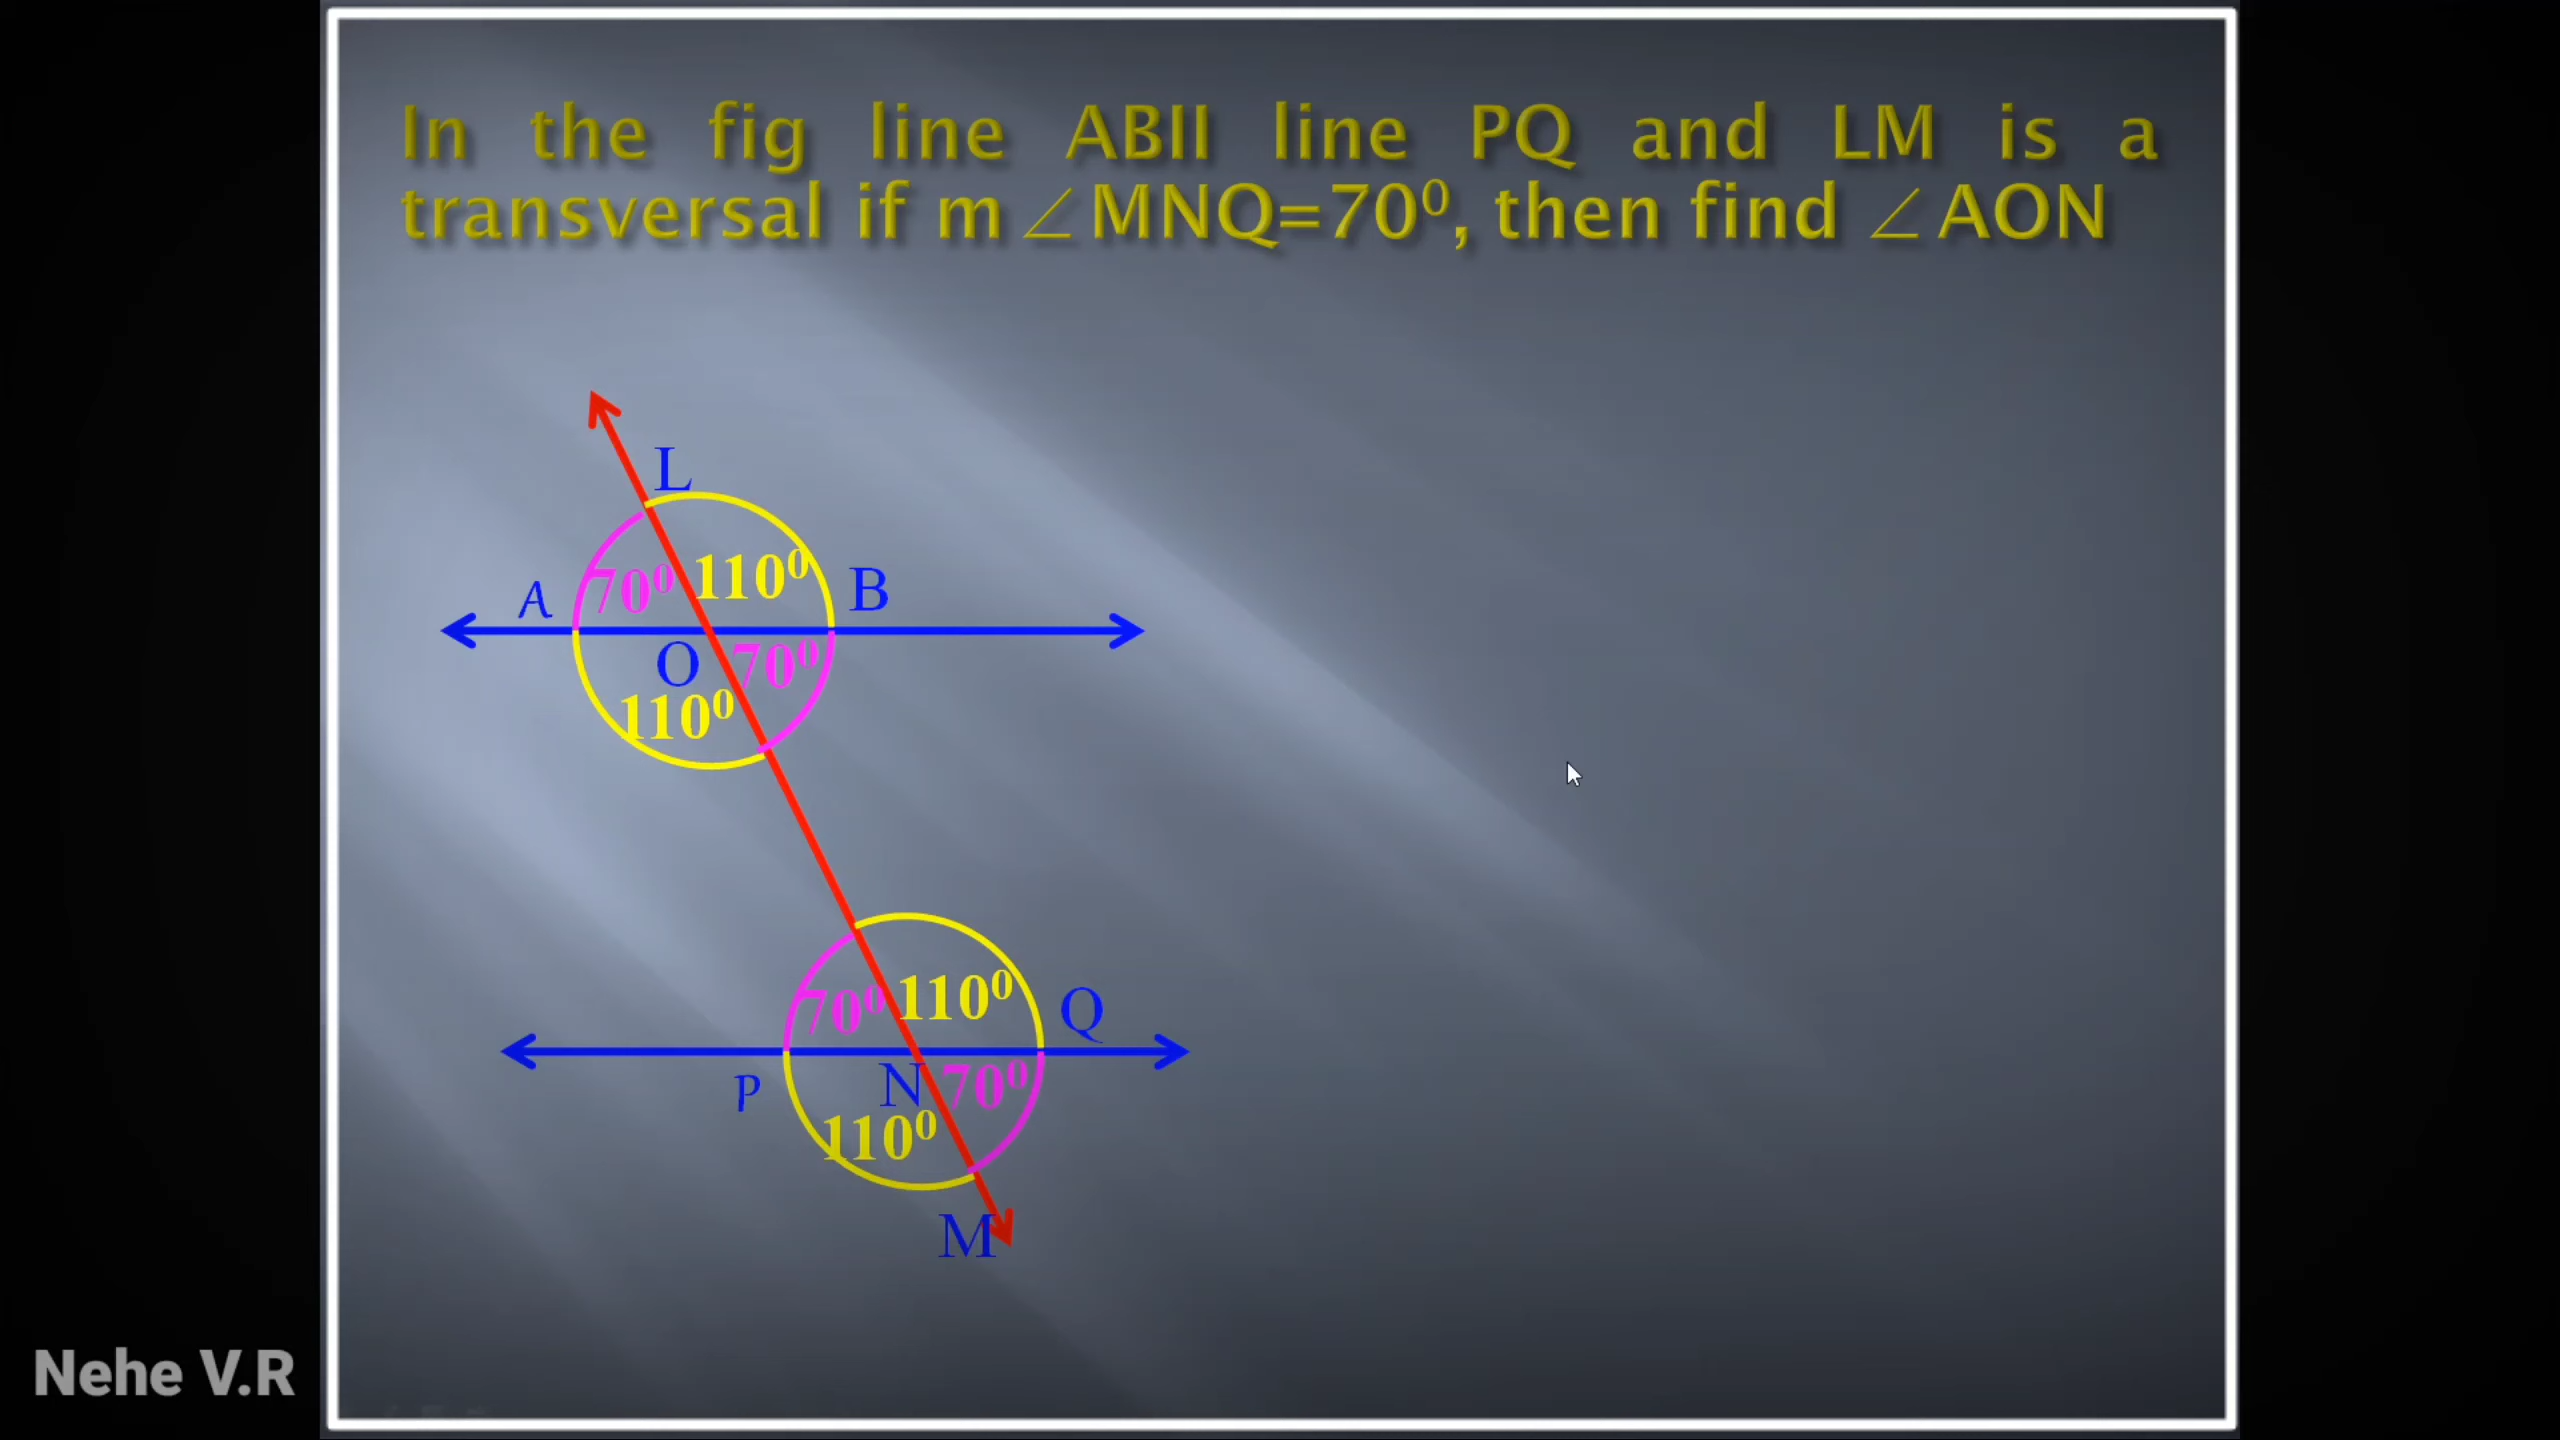 In the fig line ABII line PQ and LM is a
transversal if m∠MNQ=70⁰, then find ∠AON
L
70⁰ 110⁰
A B
O 70⁰
110⁰
70⁰ 110⁰ Q
P N 70⁰
110⁰
M
Nehe V.R